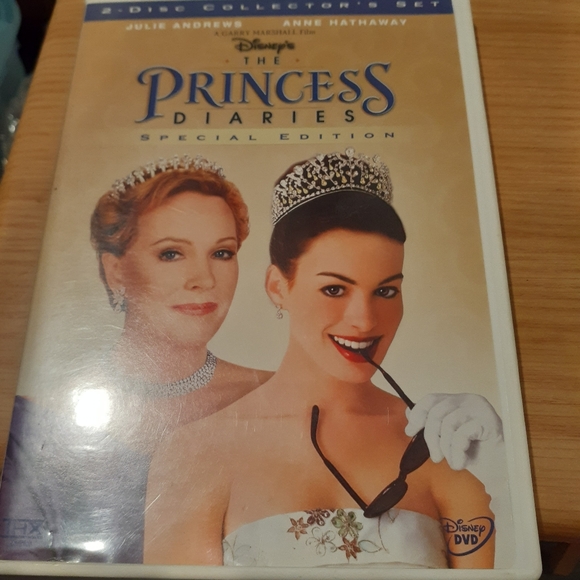 2-Disc Collector's Set
JULIE ANDREWS ANNE HATHAWAY
A GARRY MARSHALL FILM
Disney's
THE
PRINCESS
DIARIES
SPECIAL EDITION
THX
Disney
DVD